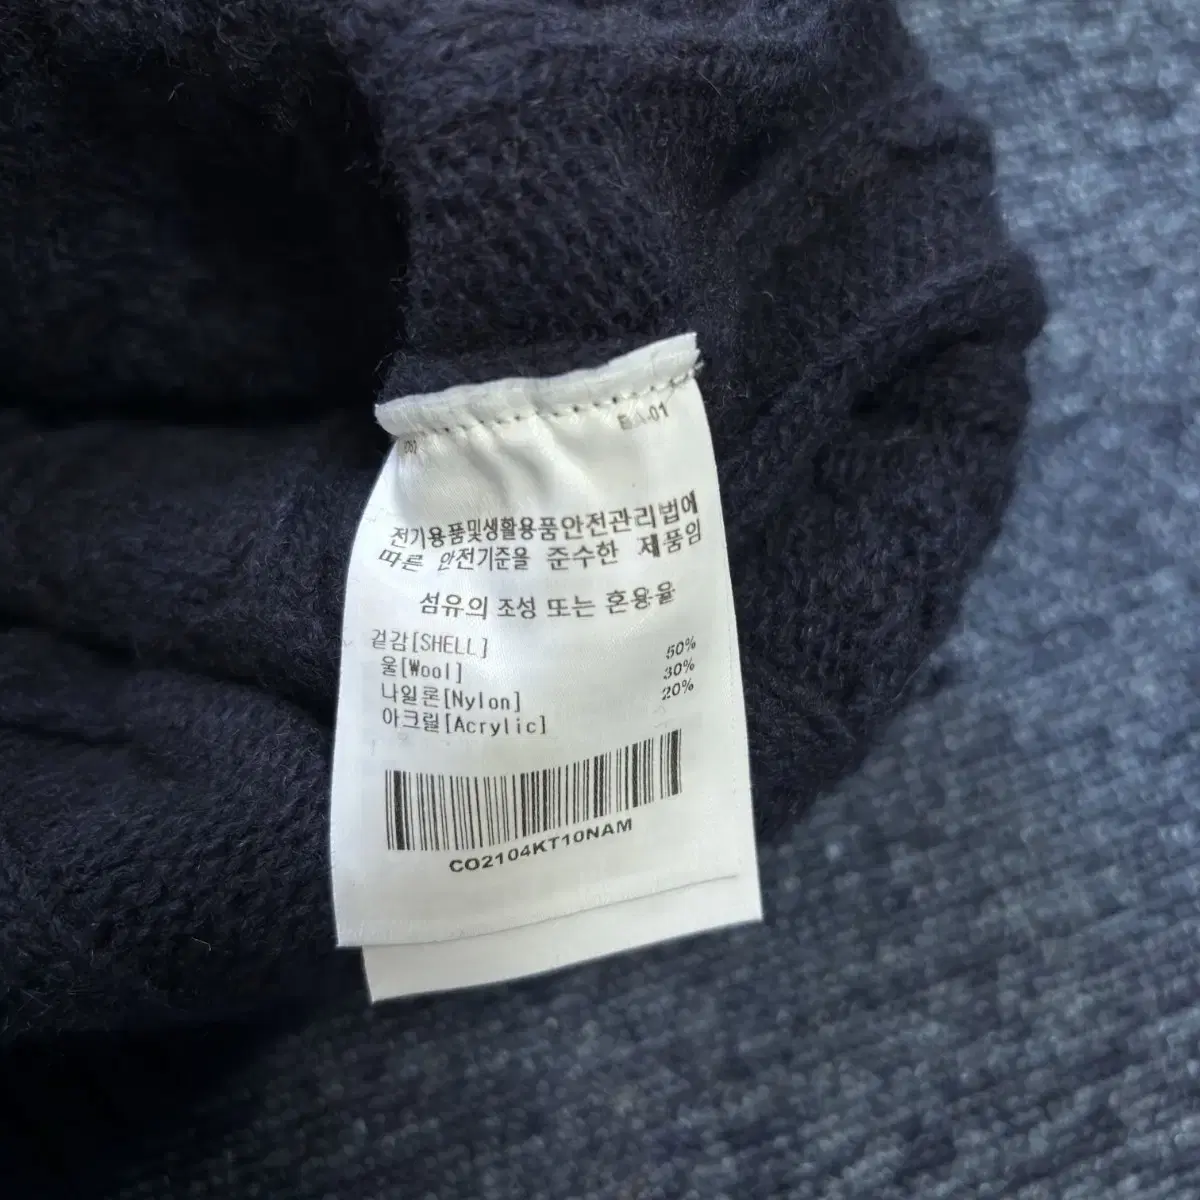 전기용품및생활용품안전관리법에
따른 안전기준을 준수한 제품임
섬유의 조성 또는 혼용율
겉감[SHELL]
울[Wool] 50%
나일론[Nylon] 30%
아크릴[Acrylic] 20%
CO2104KT10NAM